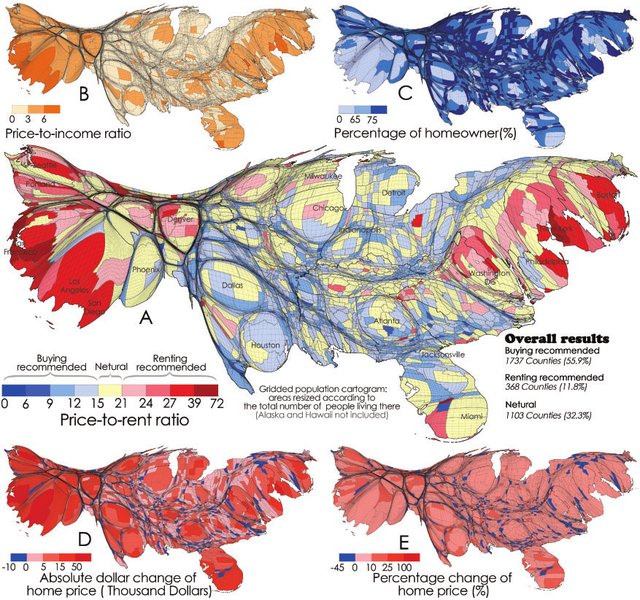 B
0 3 6
Price-to-income ratio
C
0 65 75
Percentage of homeowner(%)
Seattle
Portland
Milwaukee
Chicago
Detroit
Boston
Denver
Indianapolis
Philadelphia
Los
Angeles
San
Diego
Phoenix
Dallas
Washington
Atlanta
A
Houston
Jacksonville
Miami
Overall results
Buying recommended
1737 Counties (55.9%)
Renting recommended
368 Counties (11.8%)
Netural
1103 Counties (32.3%)
Buying
recommended
Netural
Renting
recommended
0 6 9 12 15 21 24 27 39 72
Price-to-rent ratio
Gridded population cartogram:
areas resized according to
the total number of people living there
(Alaska and Hawaii not included)
D
-10 0 5 15 50
Absolute dollar change of
home price ( Thousand Dollars)
E
-45 0 10 25 100
Percentage change of
home price (%)